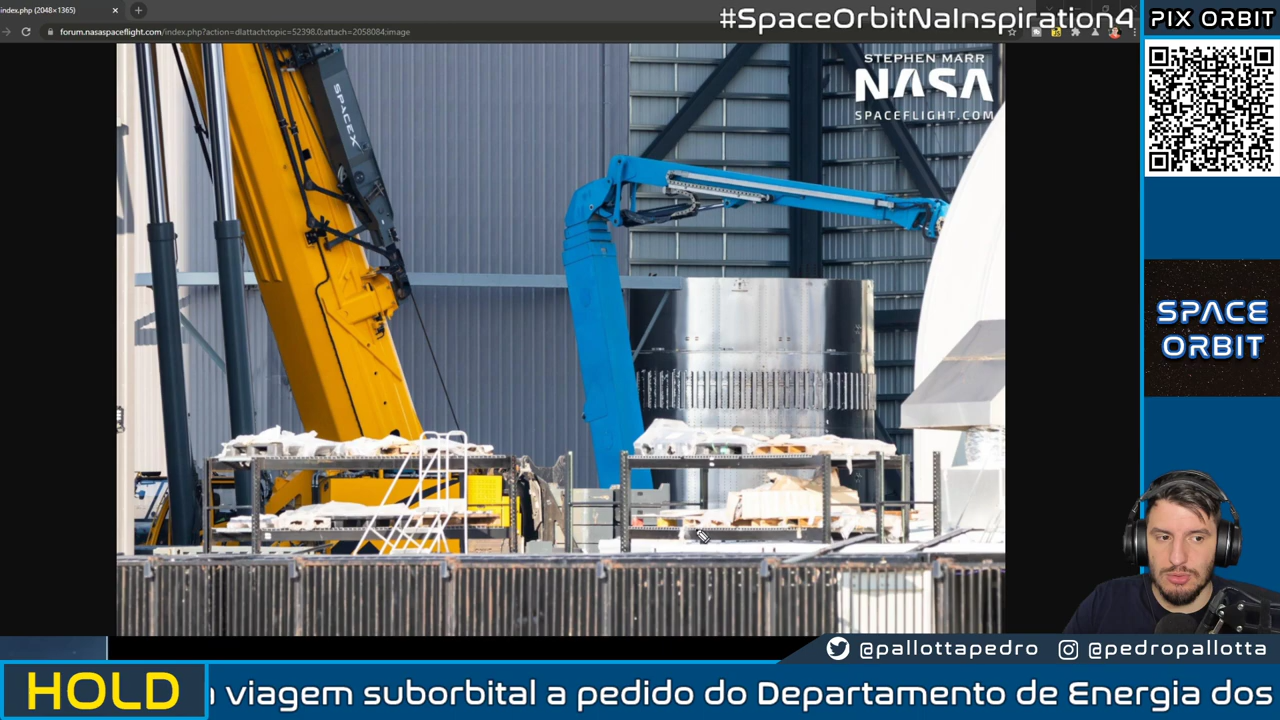 index.php (2048×1365)
forum.nasaspaceflight.com/index.php?action=dlattach;topic=52398.0;attach=2058084;image
#SpaceOrbitNaInspiration4
PIX ORBIT
STEPHEN MARR
NASA
SPACEFLIGHT.COM
SPACEX
SPACE
ORBIT
@pallottapedro
@pedropallotta
HOLD
viagem suborbital a pedido do Departamento de Energia dos